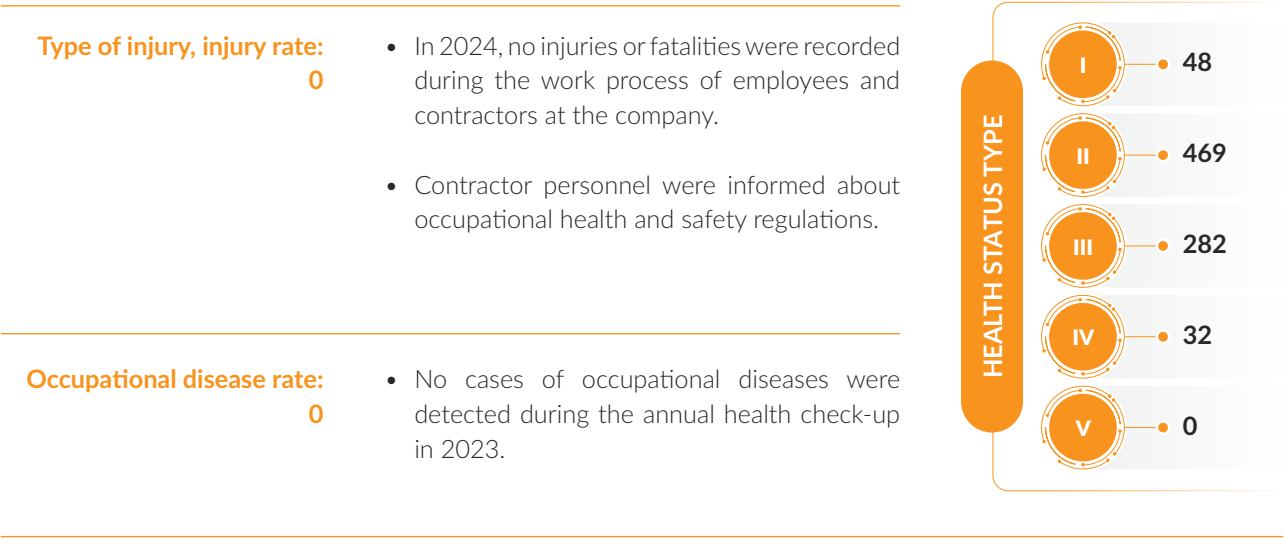 Type of injury, injury rate:
0
• In 2024, no injuries or fatalities were recorded
during the work process of employees and
contractors at the company.
• Contractor personnel were informed about
occupational health and safety regulations.
Occupational disease rate:
0
• No cases of occupational diseases were
detected during the annual health check-up
in 2023.
HEALTH STATUS TYPE
I 48
II 469
III 282
IV 32
V 0